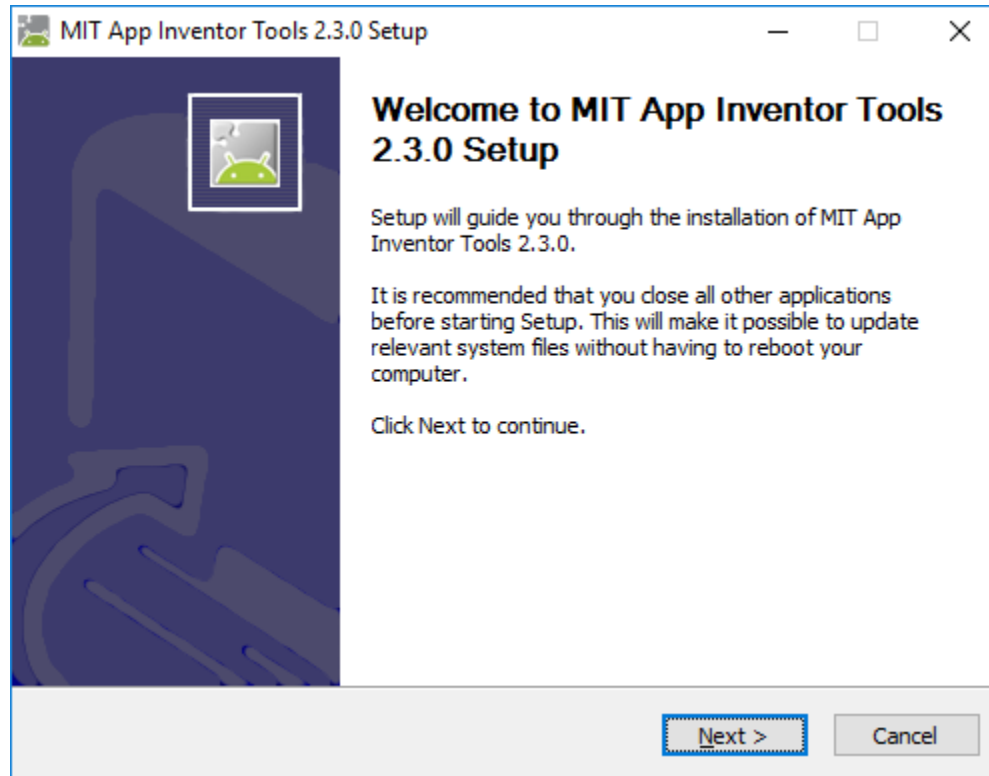 MIT App Inventor Tools 2.3.0 Setup
Welcome to MIT App Inventor Tools
2.3.0 Setup
Setup will guide you through the installation of MIT App
Inventor Tools 2.3.0.
It is recommended that you close all other applications
before starting Setup. This will make it possible to update
relevant system files without having to reboot your
computer.
Click Next to continue.
Next >
Cancel